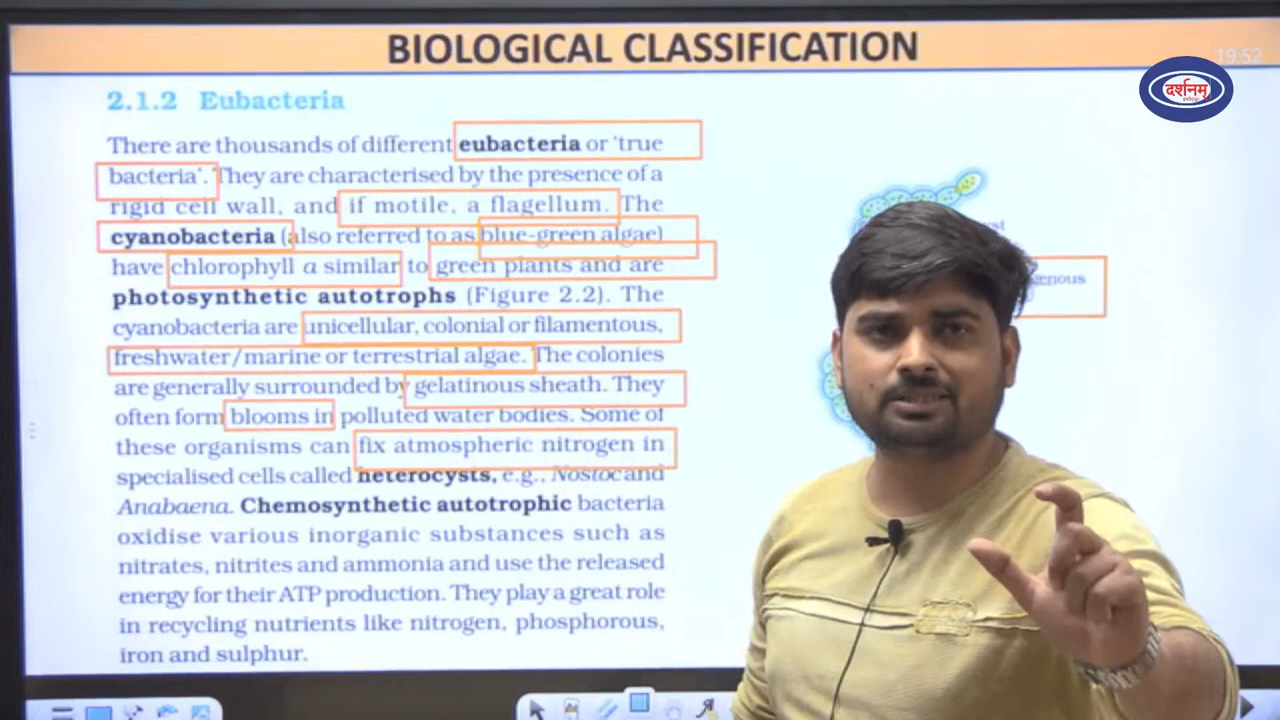 BIOLOGICAL CLASSIFICATION
19:52
दर्शनम्
2.1.2 Eubacteria
There are thousands of different eubacteria or 'true
bacteria'. They are characterised by the presence of a
rigid cell wall, and if motile, a flagellum. The
cyanobacteria (also referred to as blue-green algae)
have chlorophyll a similar to green plants and are
photosynthetic autotrophs (Figure 2.2). The
cyanobacteria are unicellular, colonial or filamentous,
freshwater/marine or terrestrial algae. The colonies
are generally surrounded by gelatinous sheath. They
often form blooms in polluted water bodies. Some of
these organisms can fix atmospheric nitrogen in
specialised cells called heterocysts, e.g., Nostoc and
Anabaena. Chemosynthetic autotrophic bacteria
oxidise various inorganic substances such as
nitrates, nitrites and ammonia and use the released
energy for their ATP production. They play a great role
in recycling nutrients like nitrogen, phosphorous,
iron and sulphur.